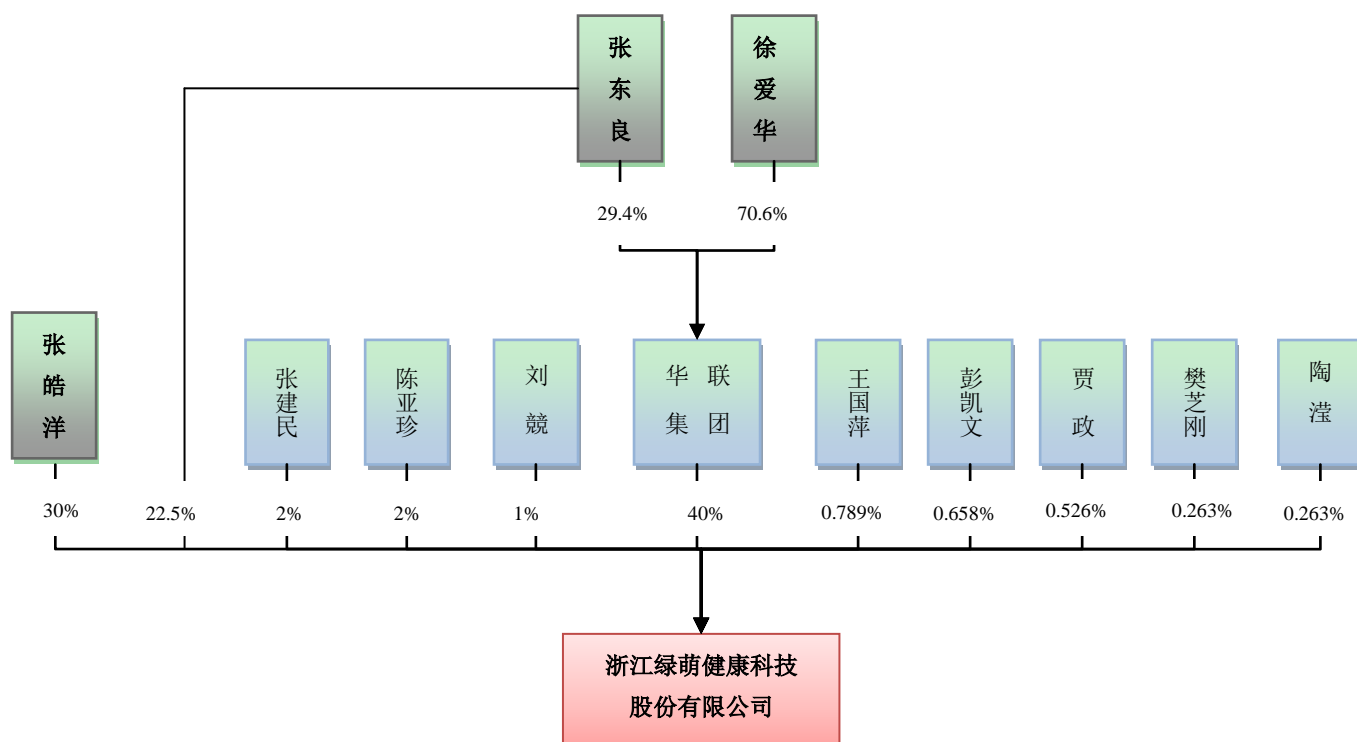 张东良
徐爱华
29.4%
70.6%
张皓洋
张建民
陈亚珍
刘竞
华联
集团
王国萍
彭凯文
贾政
樊芝刚
陶滢
30%
22.5%
2%
2%
1%
40%
0.789%
0.658%
0.526%
0.263%
0.263%
浙江绿萌健康科技
股份有限公司